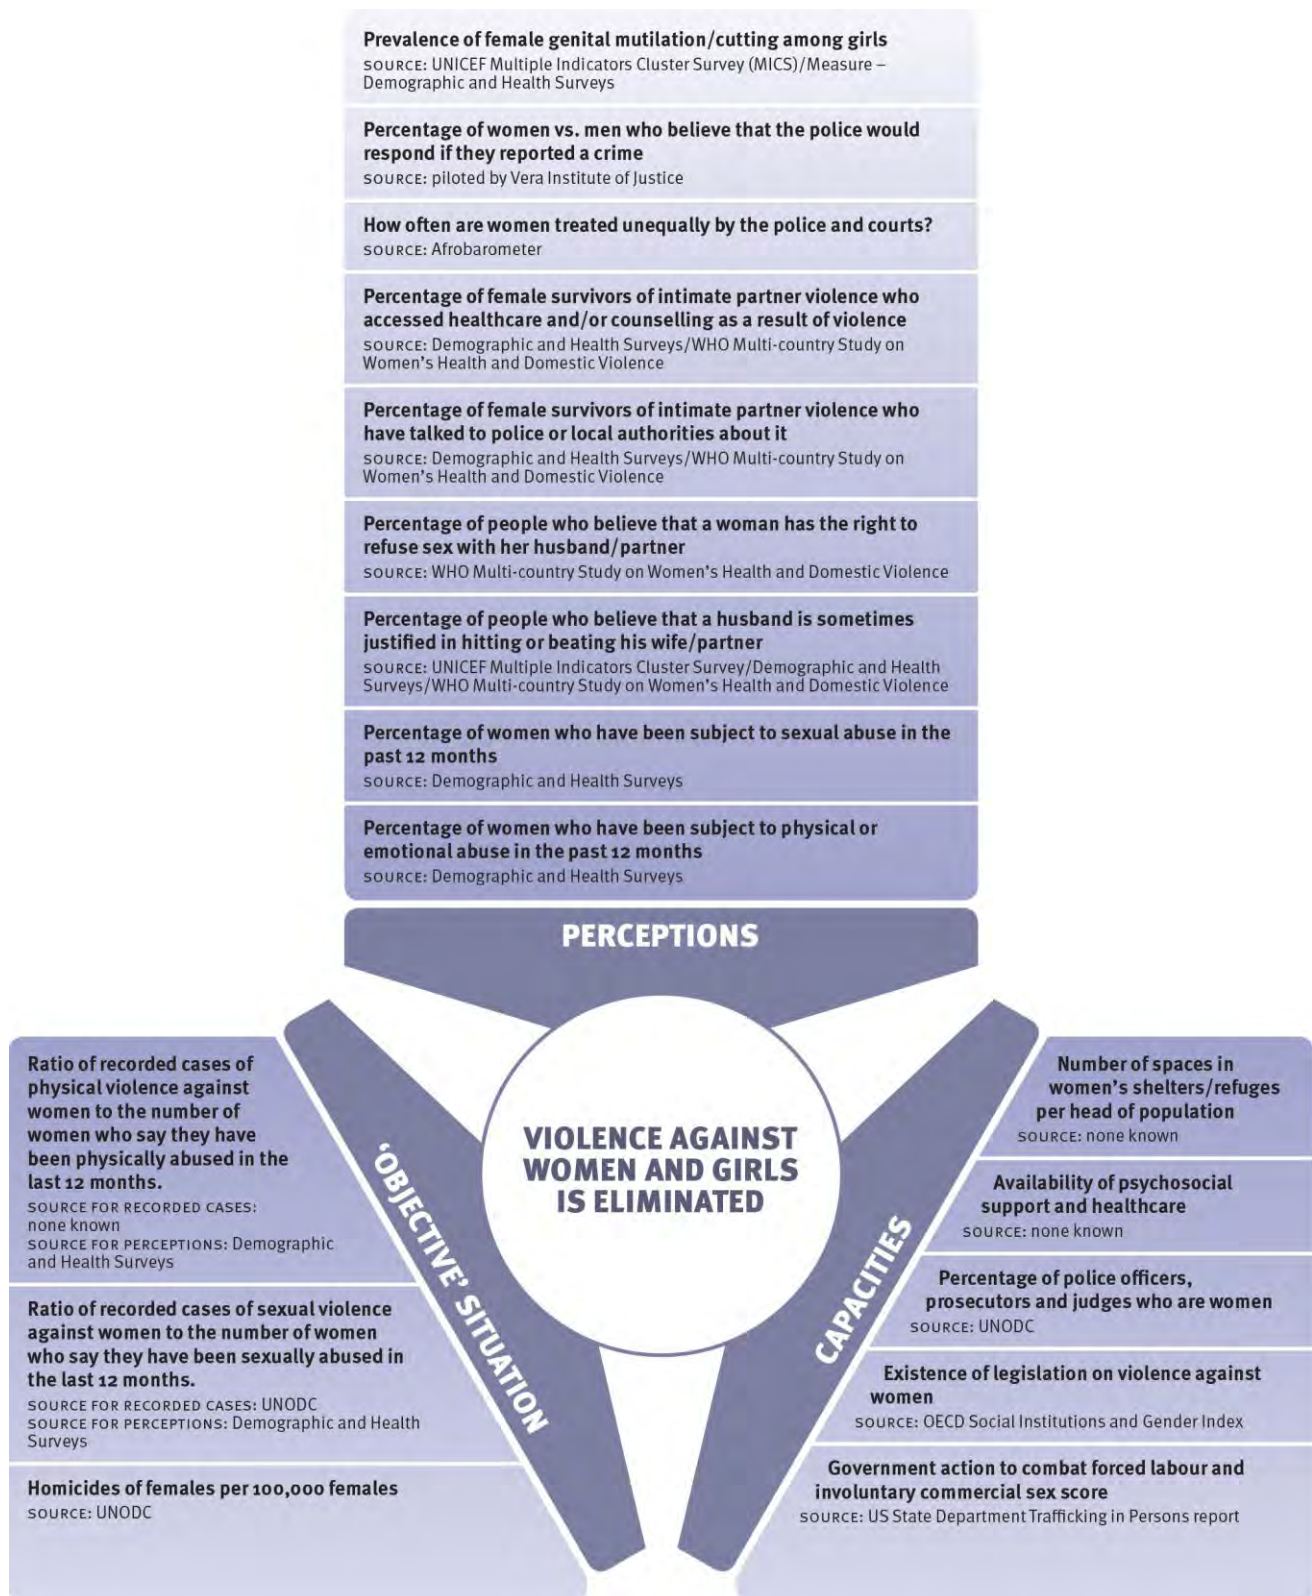 Prevalence of female genital mutilation/cutting among girls
SOURCE: UNICEF Multiple Indicators Cluster Survey (MICS)/Measure –
Demographic and Health Surveys
Percentage of women vs. men who believe that the police would
respond if they reported a crime
SOURCE: piloted by Vera Institute of Justice
How often are women treated unequally by the police and courts?
SOURCE: Afrobarometer
Percentage of female survivors of intimate partner violence who
accessed healthcare and/or counselling as a result of violence
SOURCE: Demographic and Health Surveys/WHO Multi-country Study on
Women's Health and Domestic Violence
Percentage of female survivors of intimate partner violence who
have talked to police or local authorities about it
SOURCE: Demographic and Health Surveys/WHO Multi-country Study on
Women's Health and Domestic Violence
Percentage of people who believe that a woman has the right to
refuse sex with her husband/partner
SOURCE: WHO Multi-country Study on Women's Health and Domestic Violence
Percentage of people who believe that a husband is sometimes
justified in hitting or beating his wife/partner
SOURCE: UNICEF Multiple Indicators Cluster Survey/Demographic and Health
Surveys/WHO Multi-country Study on Women's Health and Domestic Violence
Percentage of women who have been subject to sexual abuse in the
past 12 months
SOURCE: Demographic and Health Surveys
Percentage of women who have been subject to physical or
emotional abuse in the past 12 months
SOURCE: Demographic and Health Surveys
PERCEPTIONS
VIOLENCE AGAINST
WOMEN AND GIRLS
IS ELIMINATED
'OBJECTIVE' SITUATION
Ratio of recorded cases of
physical violence against
women to the number of
women who say they have
been physically abused in the
last 12 months.
SOURCE FOR RECORDED CASES:
none known
SOURCE FOR PERCEPTIONS: Demographic
and Health Surveys
Ratio of recorded cases of sexual violence
against women to the number of women
who say they have been sexually abused in
the last 12 months.
SOURCE FOR RECORDED CASES: UNODC
SOURCE FOR PERCEPTIONS: Demographic and Health
Surveys
Homicides of females per 100,000 females
SOURCE: UNODC
CAPACITIES
Number of spaces in
women's shelters/refuges
per head of population
SOURCE: none known
Availability of psychosocial
support and healthcare
SOURCE: none known
Percentage of police officers,
prosecutors and judges who are women
SOURCE: UNODC
Existence of legislation on violence against
women
SOURCE: OECD Social Institutions and Gender Index
Government action to combat forced labour and
involuntary commercial sex score
SOURCE: US State Department Trafficking in Persons report